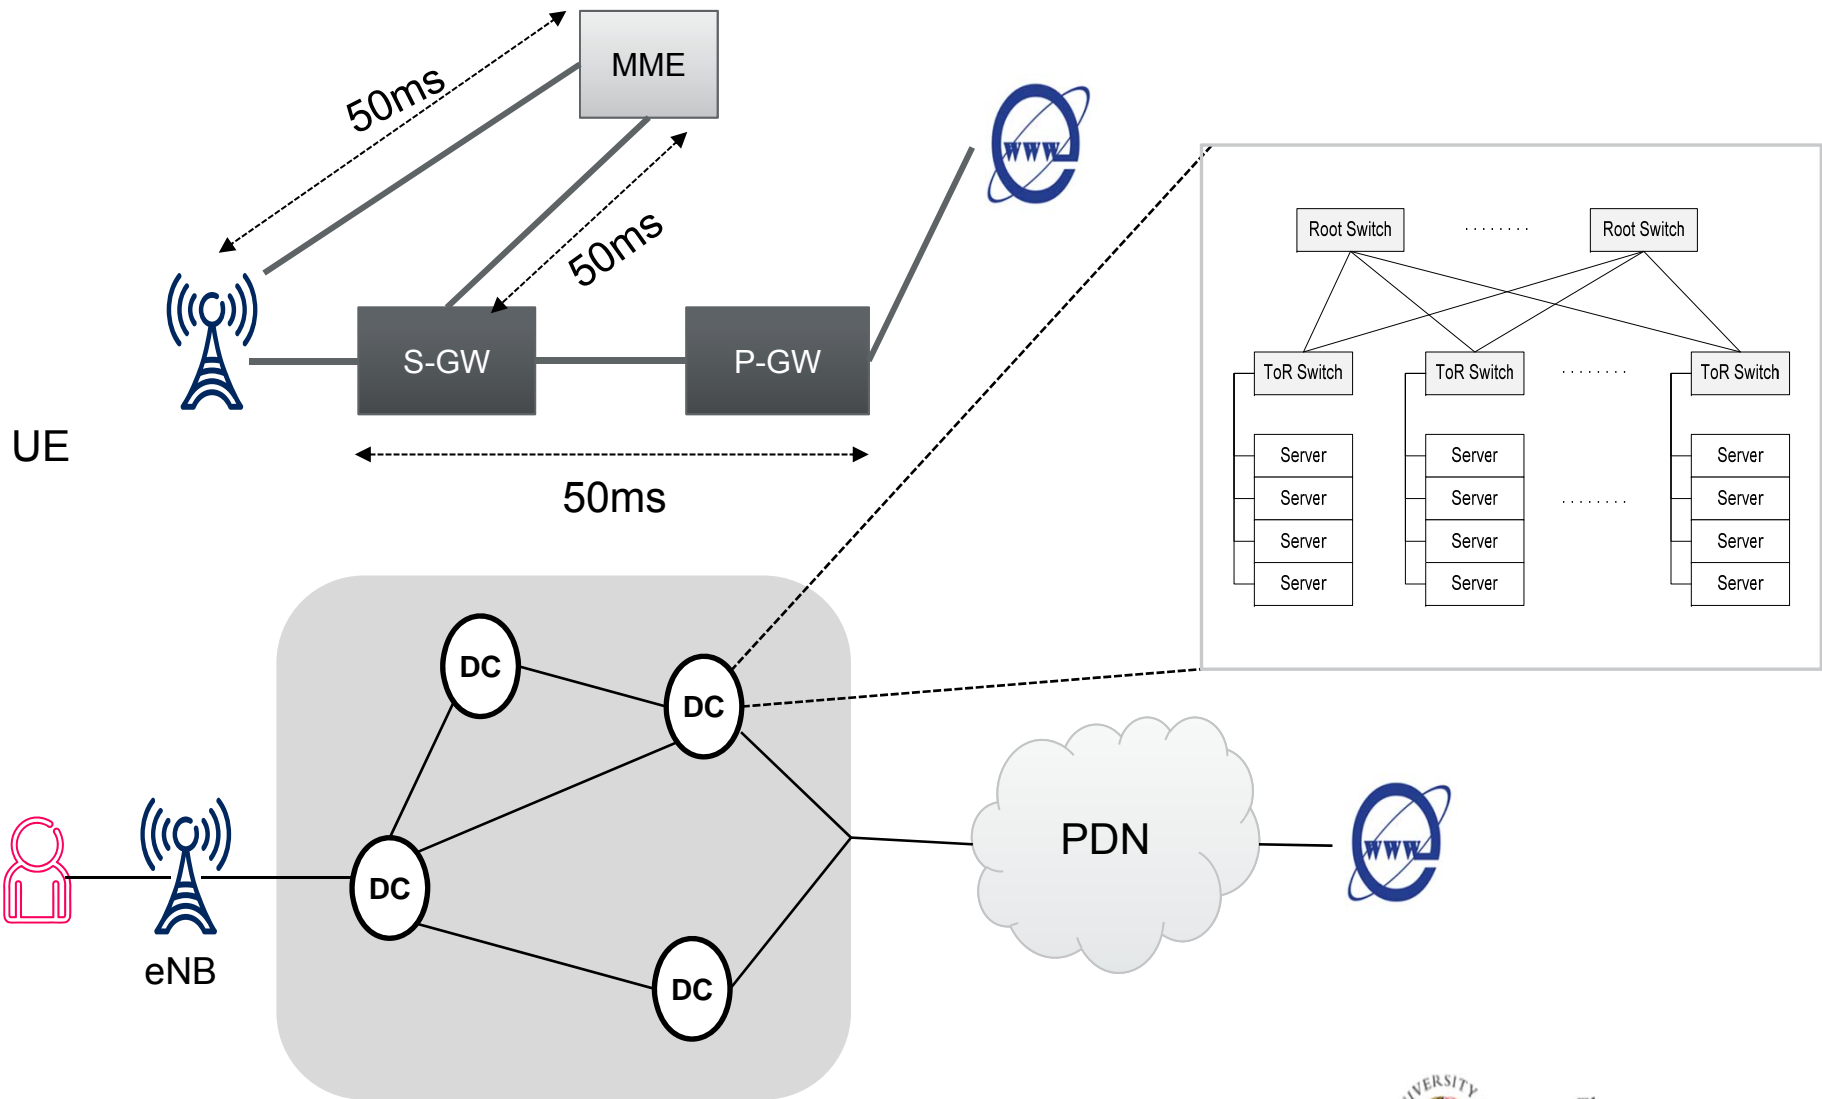 MME
50ms
WWW
50ms
Root Switch ........ Root Switch
S-GW
P-GW
ToR Switch ToR Switch ........ ToR Switch
UE
50ms
Server Server Server
Server Server ........ Server
Server Server Server
Server Server Server
DC
DC
PDN
WWW
DC
eNB
DC
IVERSITY